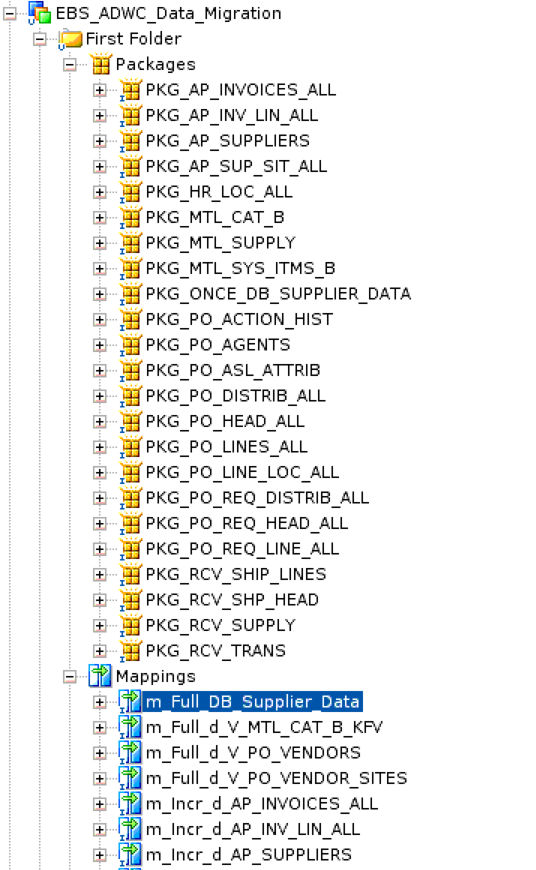 EBS_ADWC_Data_Migration
First Folder
Packages
PKG_AP_INVOICES_ALL
PKG_AP_INV_LIN_ALL
PKG_AP_SUPPLIERS
PKG_AP_SUP_SIT_ALL
PKG_HR_LOC_ALL
PKG_MTL_CAT_B
PKG_MTL_SUPPLY
PKG_MTL_SYS_ITMS_B
PKG_ONCE_DB_SUPPLIER_DATA
PKG_PO_ACTION_HIST
PKG_PO_AGENTS
PKG_PO_ASL_ATTRIB
PKG_PO_DISTRIB_ALL
PKG_PO_HEAD_ALL
PKG_PO_LINES_ALL
PKG_PO_LINE_LOC_ALL
PKG_PO_REQ_DISTRIB_ALL
PKG_PO_REQ_HEAD_ALL
PKG_PO_REQ_LINE_ALL
PKG_RCV_SHIP_LINES
PKG_RCV_SHP_HEAD
PKG_RCV_SUPPLY
PKG_RCV_TRANS
Mappings
m_Full_DB_Supplier_Data
m_Full_d_V_MTL_CAT_B_KFV
m_Full_d_V_PO_VENDORS
m_Full_d_V_PO_VENDOR_SITES
m_Incr_d_AP_INVOICES_ALL
m_Incr_d_AP_INV_LIN_ALL
m_Incr_d_AP_SUPPLIERS